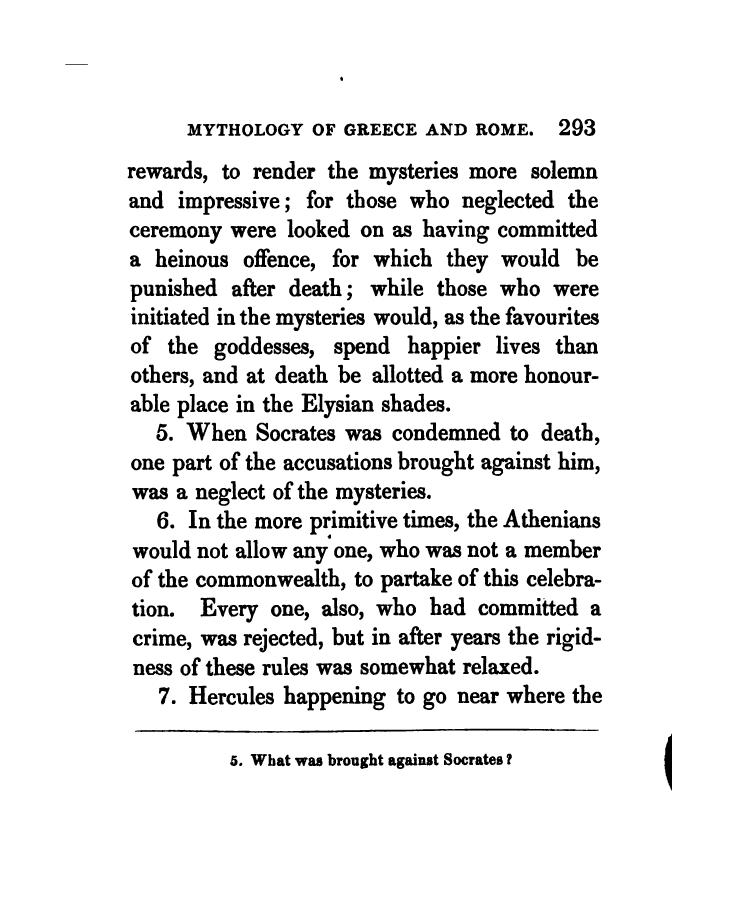 MYTHOLOGY OF GREECE AND ROME. 293
rewards, to render the mysteries more solemn
and impressive; for those who neglected the
ceremony were looked on as having committed
a heinous offence, for which they would be
punished after death; while those who were
initiated in the mysteries would, as the favourites
of the goddesses, spend happier lives than
others, and at death be allotted a more honour-
able place in the Elysian shades.
5. When Socrates was condemned to death,
one part of the accusations brought against him,
was a neglect of the mysteries.
6. In the more primitive times, the Athenians
would not allow any one, who was not a member
of the commonwealth, to partake of this celebra-
tion. Every one, also, who had committed a
crime, was rejected, but in after years the rigid-
ness of these rules was somewhat relaxed.
7. Hercules happening to go near where the
5. What was brought against Socrates?